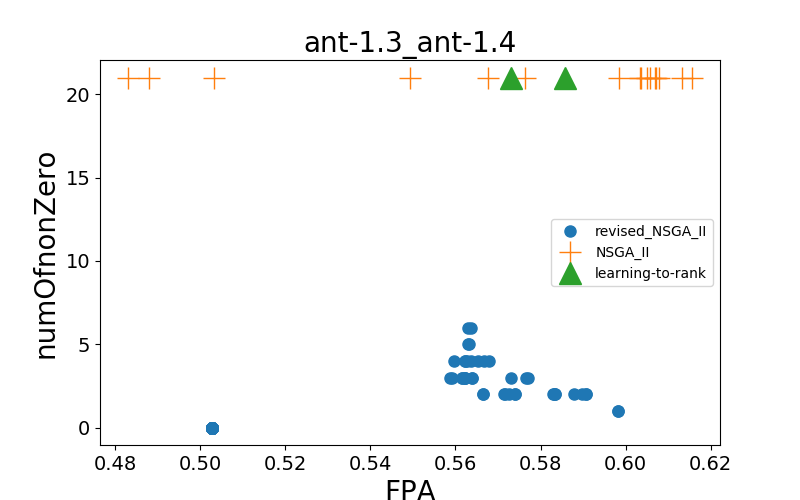 ant-1.3_ant-1.4
numOfnonZero
20
15
10
5
0
revised_NSGA_II
NSGA_II
learning-to-rank
0.48 0.50 0.52 0.54 0.56 0.58 0.60 0.62
FPA